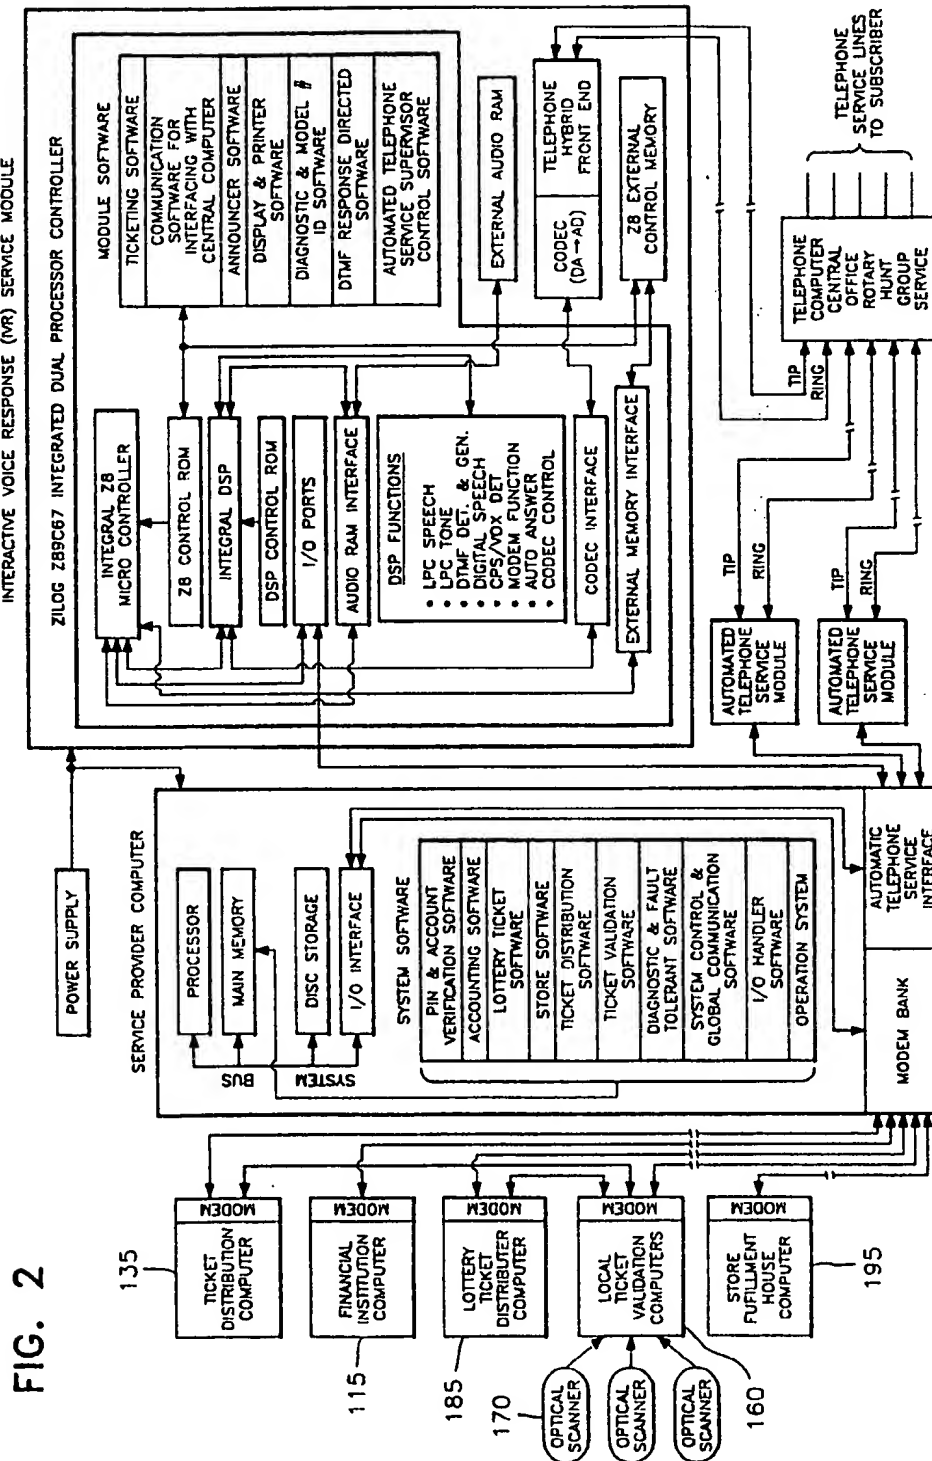 FIG. 2
INTERACTIVE VOICE RESPONSE (IVR) SERVICE MODULE
ZILOG Z89C67 INTEGRATED DUAL PROCESSOR CONTROLLER
INTEGRAL Z8
MICRO CONTROLLER
Z8 CONTROL ROM
INTEGRAL DSP
DSP CONTROL ROM
I/O PORTS
AUDIO RAM INTERFACE
DSP FUNCTIONS
• LPC SPEECH
• LPC TONE
• DTMF DET. & GEN.
• DIGITAL SPEECH
• CPS/VOX DET
• MODEM FUNCTION
• AUTO ANSWER
• CODEC CONTROL
CODEC INTERFACE
EXTERNAL MEMORY INTERFACE
MODULE SOFTWARE
TICKETING SOFTWARE
COMMUNICATION
SOFTWARE FOR
INTERFACING WITH
CENTRAL COMPUTER
ANNOUNCER SOFTWARE
DISPLAY & PRINTER
SOFTWARE
DIAGNOSTIC & MODEL #
ID SOFTWARE
DTMF RESPONSE DIRECTED
SOFTWARE
AUTOMATED TELEPHONE
SERVICE SUPERVISOR
CONTROL SOFTWARE
EXTERNAL AUDIO RAM
CODEC
(DA→AD)
TELEPHONE
HYBRID
FRONT END
Z8 EXTERNAL
CONTROL MEMORY
POWER SUPPLY
SERVICE PROVIDER COMPUTER
PROCESSOR
MAIN MEMORY
DISC STORAGE
I/O INTERFACE
SYSTEM
BUS
SYSTEM SOFTWARE
PIN & ACCOUNT
VERIFICATION SOFTWARE
ACCOUNTING SOFTWARE
LOTTERY TICKET
SOFTWARE
STORE SOFTWARE
TICKET DISTRIBUTION
SOFTWARE
TICKET VALIDATION
SOFTWARE
DIAGNOSTIC & FAULT
TOLERANT SOFTWARE
SYSTEM CONTROL &
GLOBAL COMMUNICATION
SOFTWARE
I/O HANDLER
SOFTWARE
OPERATION SYSTEM
MODEM BANK
AUTOMATIC
TELEPHONE
SERVICE
INTERFACE
AUTOMATED
TELEPHONE
SERVICE
MODULE
AUTOMATED
TELEPHONE
SERVICE
MODULE
TIP
RING
TIP
RING
TIP
RING
TELEPHONE
COMPUTER
CENTRAL
OFFICE
ROTARY
HUNT
GROUP
SERVICE
TELEPHONE
SERVICE LINES
TO SUBSCRIBER
135
TICKET
DISTRIBUTION
COMPUTER
MODEM
115
FINANCIAL
INSTITUTION
COMPUTER
MODEM
185
LOTTERY
TICKET
DISTRIBUTER
COMPUTER
MODEM
160
LOCAL
TICKET
VALIDATION
COMPUTERS
MODEM
195
STORE
FUFILLMENT
HOUSE
COMPUTER
MODEM
170
OPTICAL
SCANNER
OPTICAL
SCANNER
OPTICAL
SCANNER